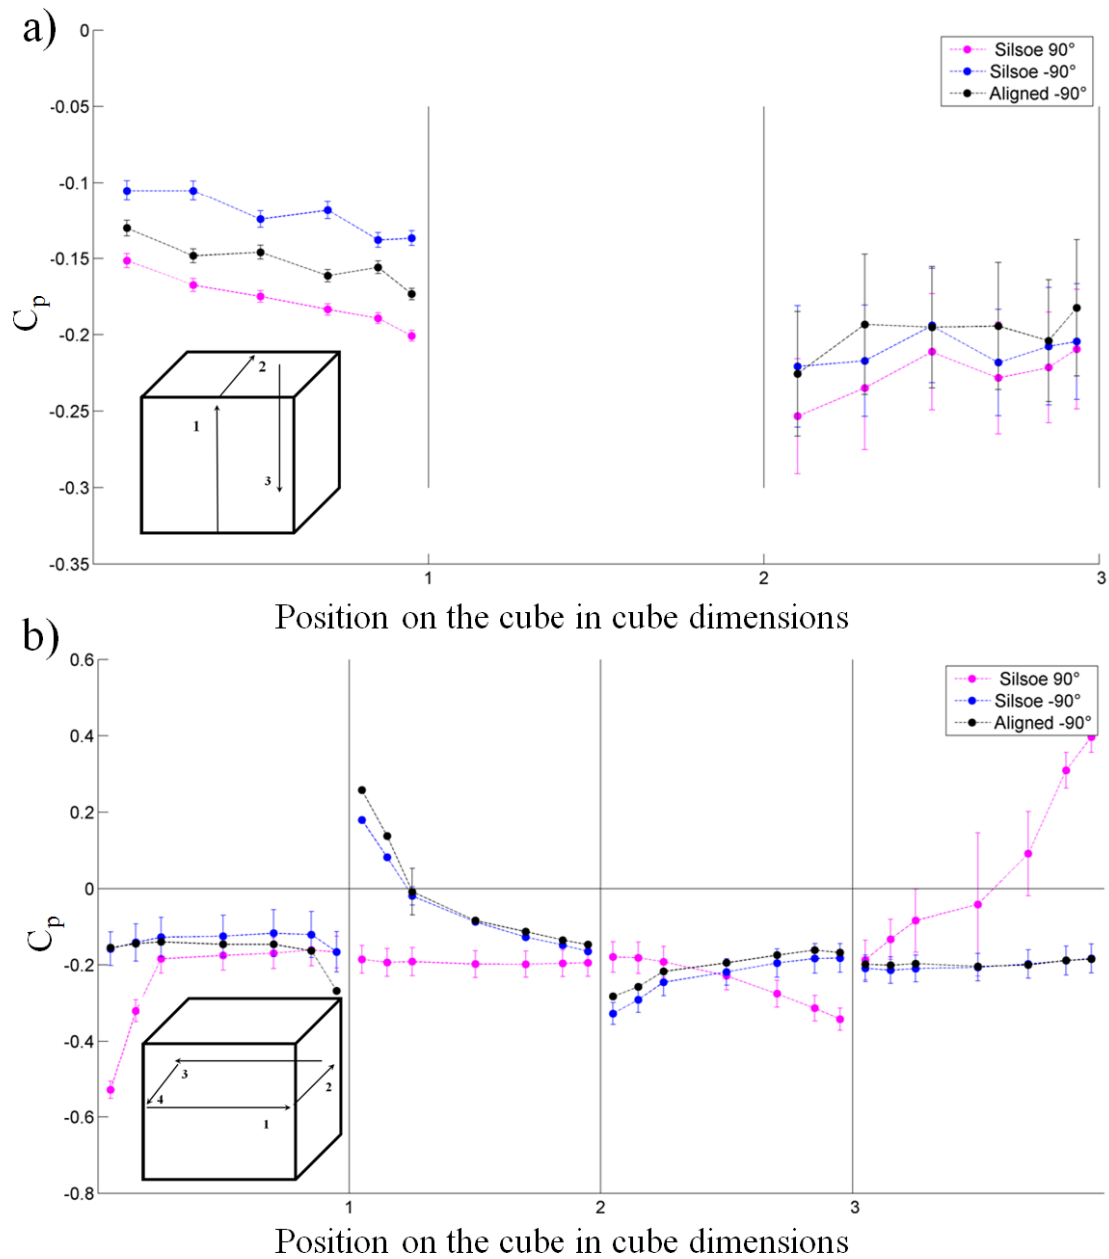 a)
0
-0.05
-0.1
-0.15
-0.2
-0.25
-0.3
-0.35
C_p
Silsoe 90°
Silsoe -90°
Aligned -90°
1
2
3
1
2
3
Position on the cube in cube dimensions
b)
0.6
0.4
0.2
0
-0.2
-0.4
-0.6
-0.8
C_p
Silsoe 90°
Silsoe -90°
Aligned -90°
3
2
4
1
1
2
3
Position on the cube in cube dimensions